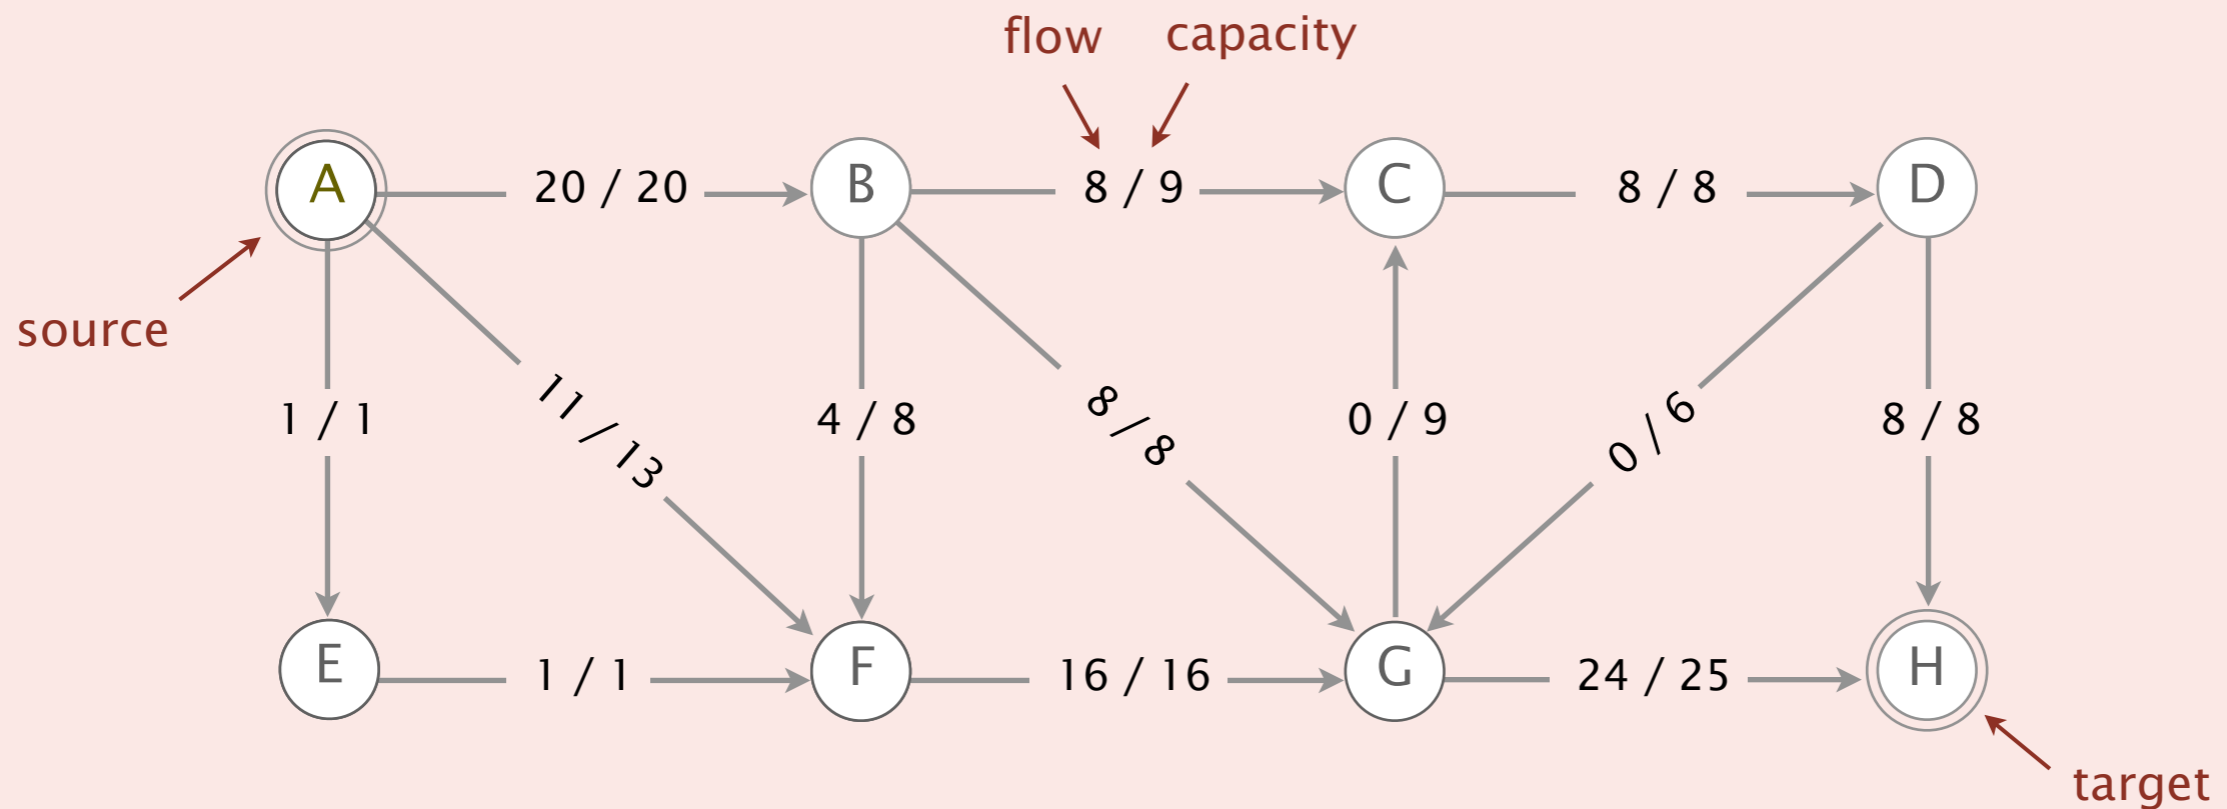 flow capacity
A 20 / 20 B 8 / 9 C 8 / 8 D
source
1 / 1 11 / 13 4 / 8 8 / 8 0 / 9 0 / 6 8 / 8
E 1 / 1 F 16 / 16 G 24 / 25 H
target